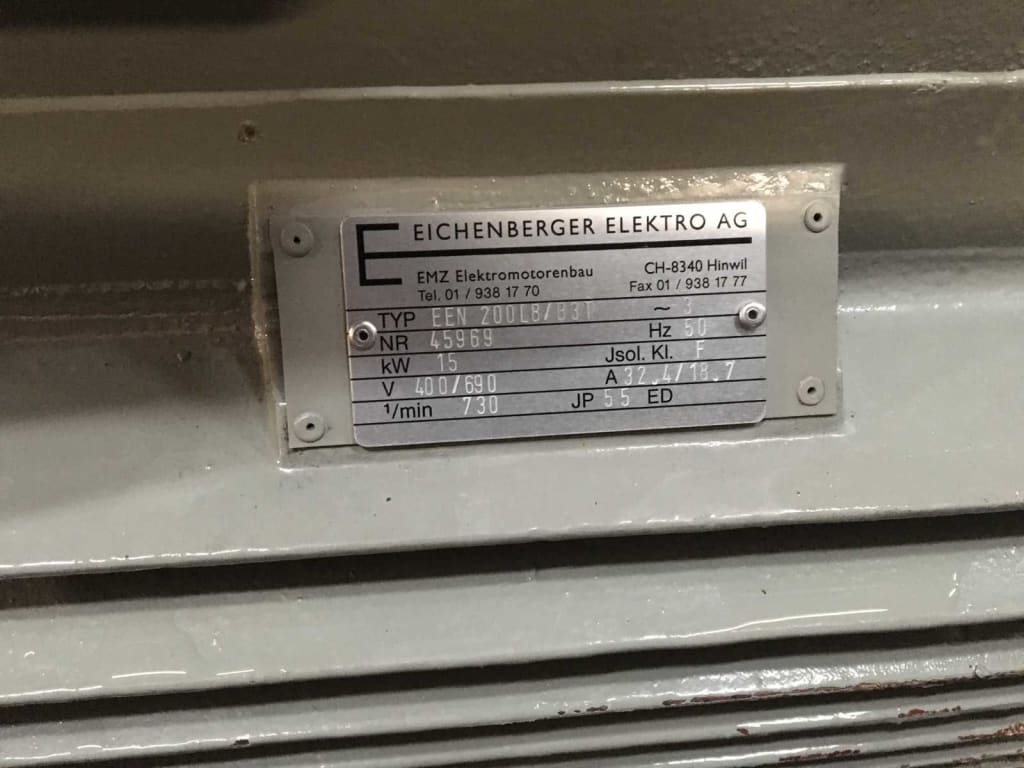 E EICHENBERGER ELEKTRO AG
EMZ Elektromotorenbau CH-8340 Hinwil
Tel. 01 / 938 17 70 Fax 01 / 938 17 77
TYP EEN 200L8/B3T ~ 3
NR 45969 Hz 50
kW 15 Jsol. Kl. F
V 400/690 A 32.4/18.7
1/min 730 JP 55 ED